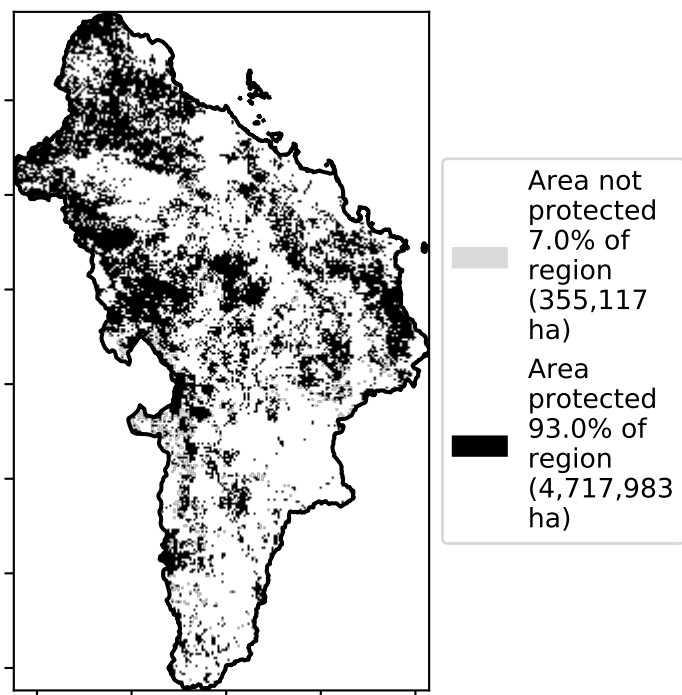 Area not
protected
7.0% of
region
(355,117
ha)
Area
protected
93.0% of
region
(4,717,983
ha)